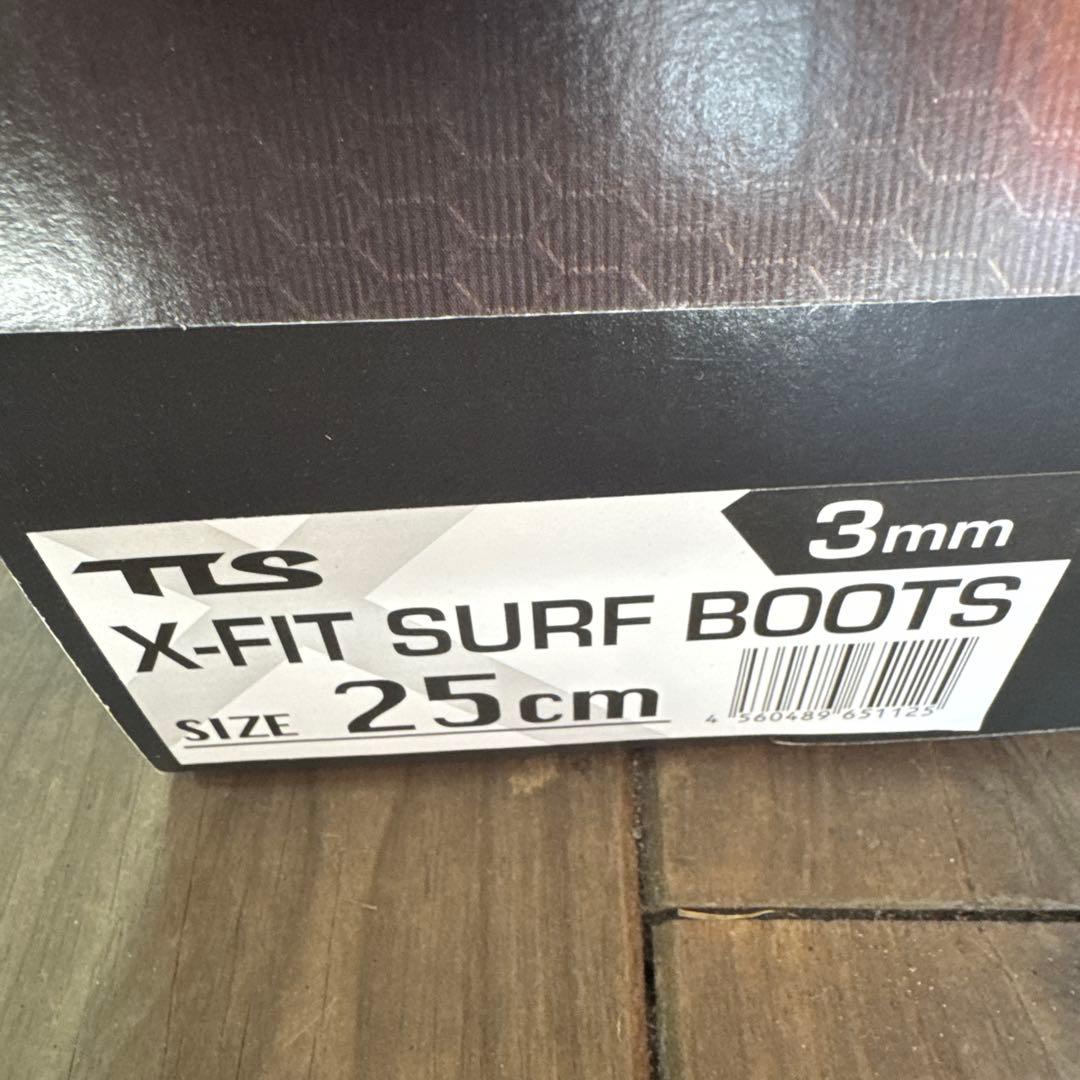 TLS
3mm
X-FIT SURF BOOTS
SIZE 25cm
4 560489 651125